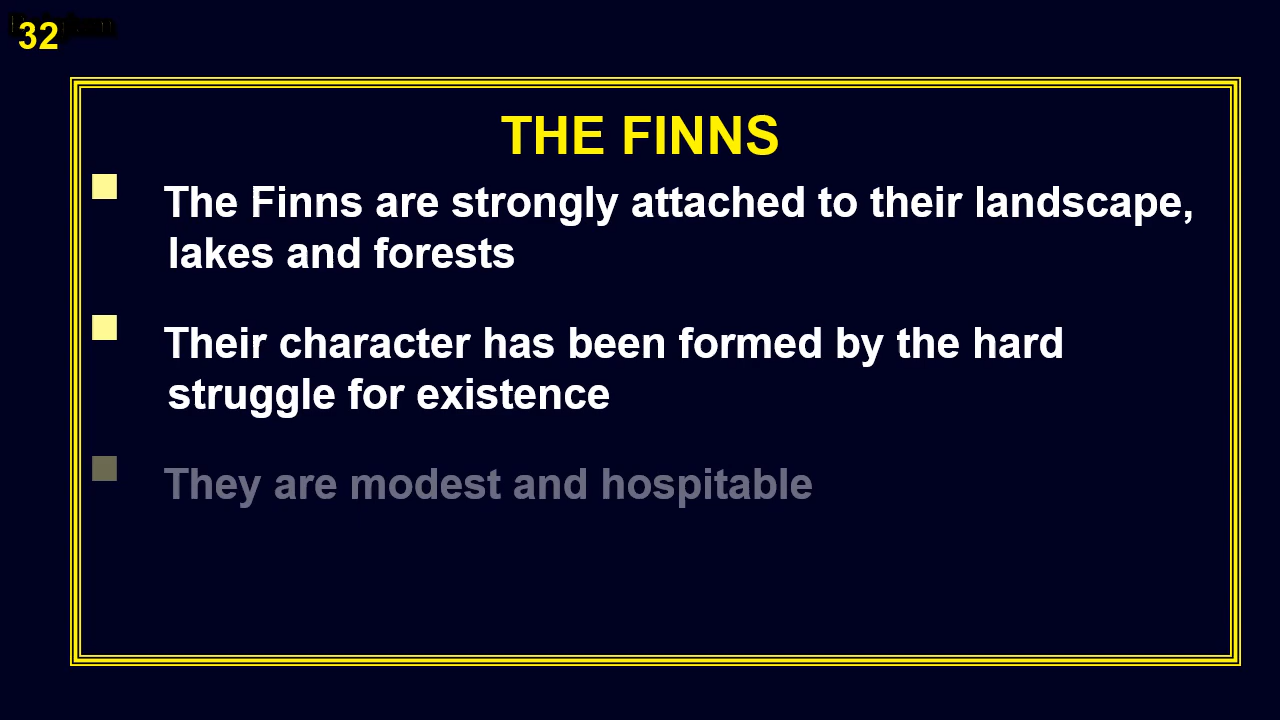 32
THE FINNS
The Finns are strongly attached to their landscape,
lakes and forests
Their character has been formed by the hard
struggle for existence
They are modest and hospitable